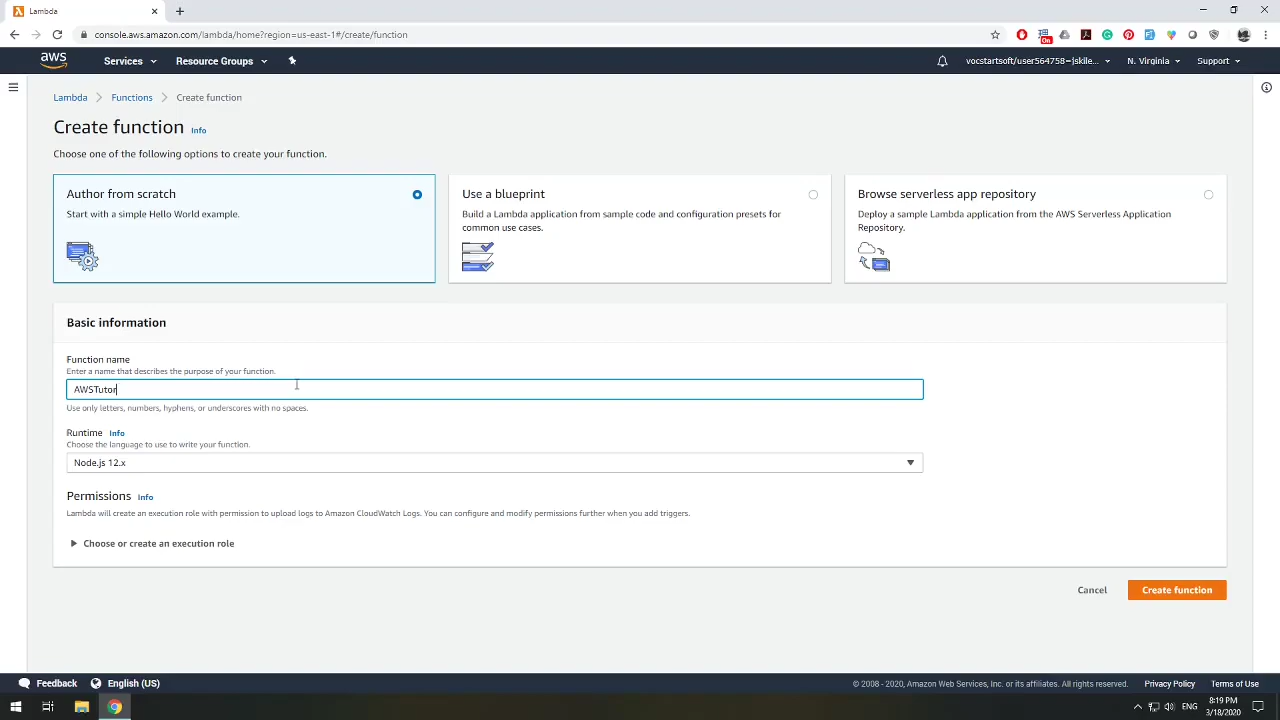 Lambda
console.aws.amazon.com/lambda/home?region=us-east-1#/create/function
On
aws
Services
Resource Groups
vocstartsoft/user564758=jskile...
N. Virginia
Support
Lambda
Functions
Create function
Create function Info
Choose one of the following options to create your function.
Author from scratch
Start with a simple Hello World example.
Use a blueprint
Build a Lambda application from sample code and configuration presets for
common use cases.
Browse serverless app repository
Deploy a sample Lambda application from the AWS Serverless Application
Repository.
Basic information
Function name
Enter a name that describes the purpose of your function.
AWSTutor
Use only letters, numbers, hyphens, or underscores with no spaces.
Runtime Info
Choose the language to use to write your function.
Node.js 12.x
Permissions Info
Lambda will create an execution role with permission to upload logs to Amazon CloudWatch Logs. You can configure and modify permissions further when you add triggers.
Choose or create an execution role
Cancel
Create function
Feedback
English (US)
© 2008 - 2020, Amazon Web Services, Inc. or its affiliates. All rights reserved.
Privacy Policy
Terms of Use
ENG
8:19 PM
3/18/2020